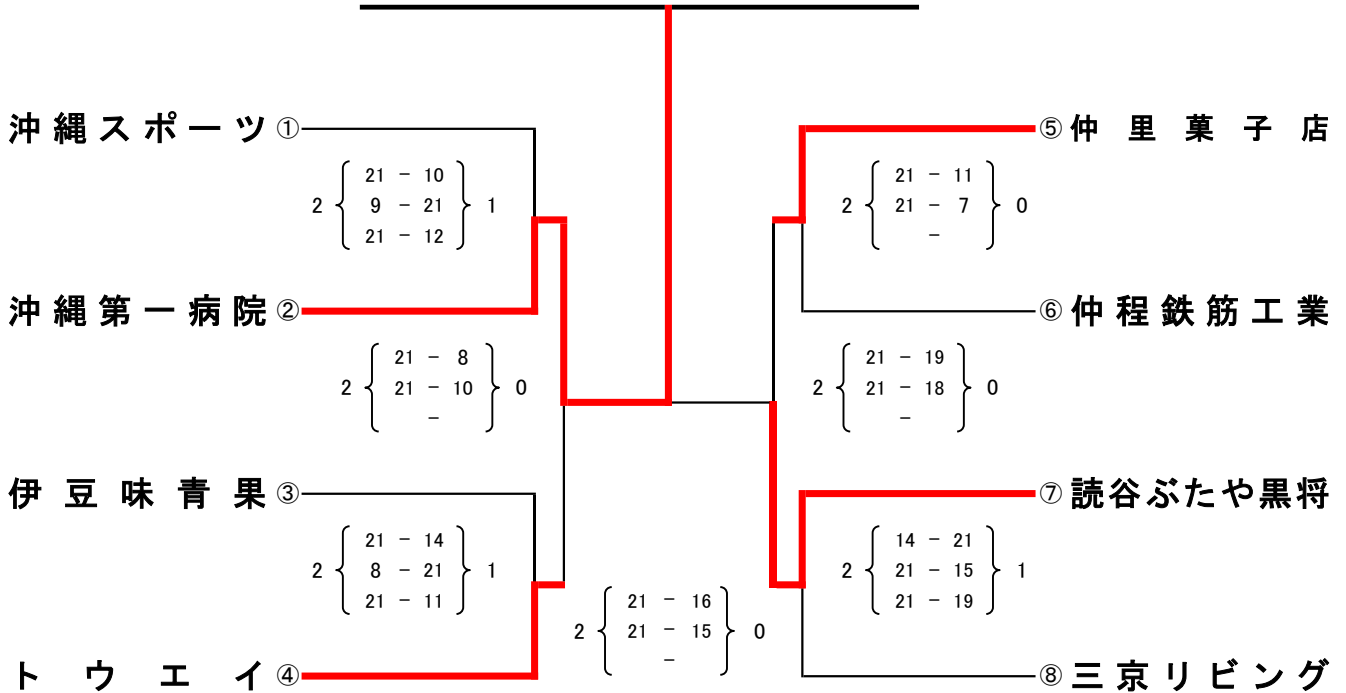 沖縄スポーツ ①
2 { 21 - 10
9 - 21
21 - 12 } 1
沖縄第一病院 ②
2 { 21 - 8
21 - 10
- } 0
伊豆味青果 ③
2 { 21 - 14
8 - 21
21 - 11 } 1
トウエイ ④
2 { 21 - 16
21 - 15
- } 0
⑤ 仲里菓子店
2 { 21 - 11
21 - 7
- } 0
⑥ 仲程鉄筋工業
2 { 21 - 19
21 - 18
- } 0
⑦ 読谷ぶたや黒将
2 { 14 - 21
21 - 15
21 - 19 } 1
⑧ 三京リビング